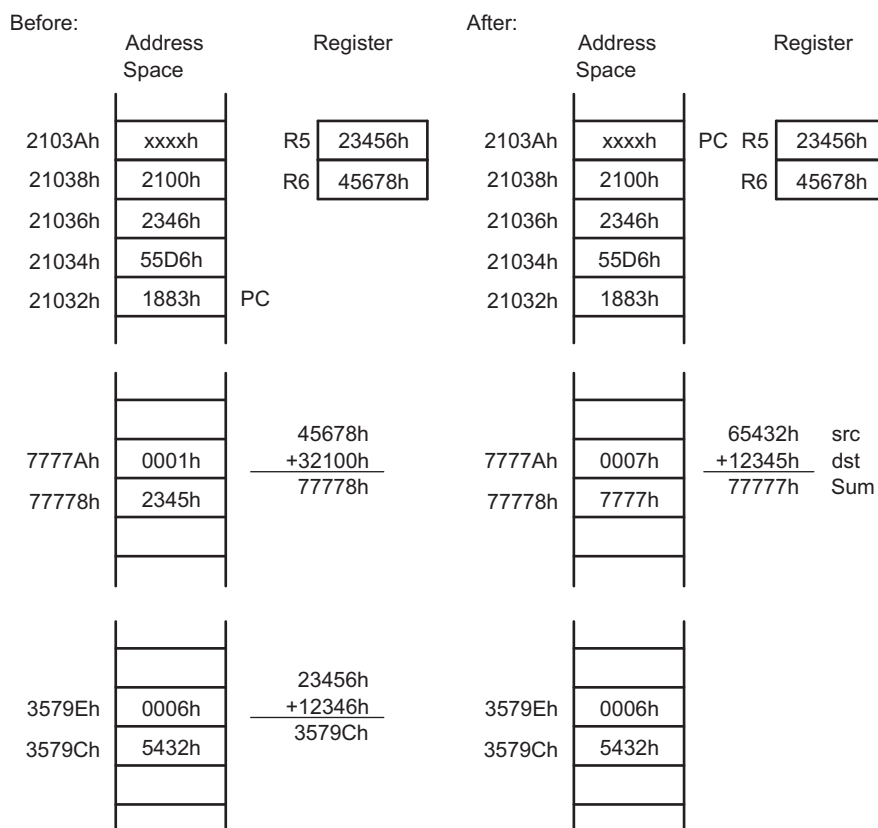 Before:
Address Space
Register
2103Ah xxxxh R5 23456h
21038h 2100h R6 45678h
21036h 2346h
21034h 55D6h
21032h 1883h PC
45678h
7777Ah 0001h +32100h
77778h 2345h 77778h
23456h
3579Eh 0006h +12346h
3579Ch 5432h 3579Ch
After:
Address Space
Register
2103Ah xxxxh PC R5 23456h
21038h 2100h R6 45678h
21036h 2346h
21034h 55D6h
21032h 1883h
65432h src
7777Ah 0007h +12345h dst
77778h 7777h 77777h Sum
3579Eh 0006h
3579Ch 5432h